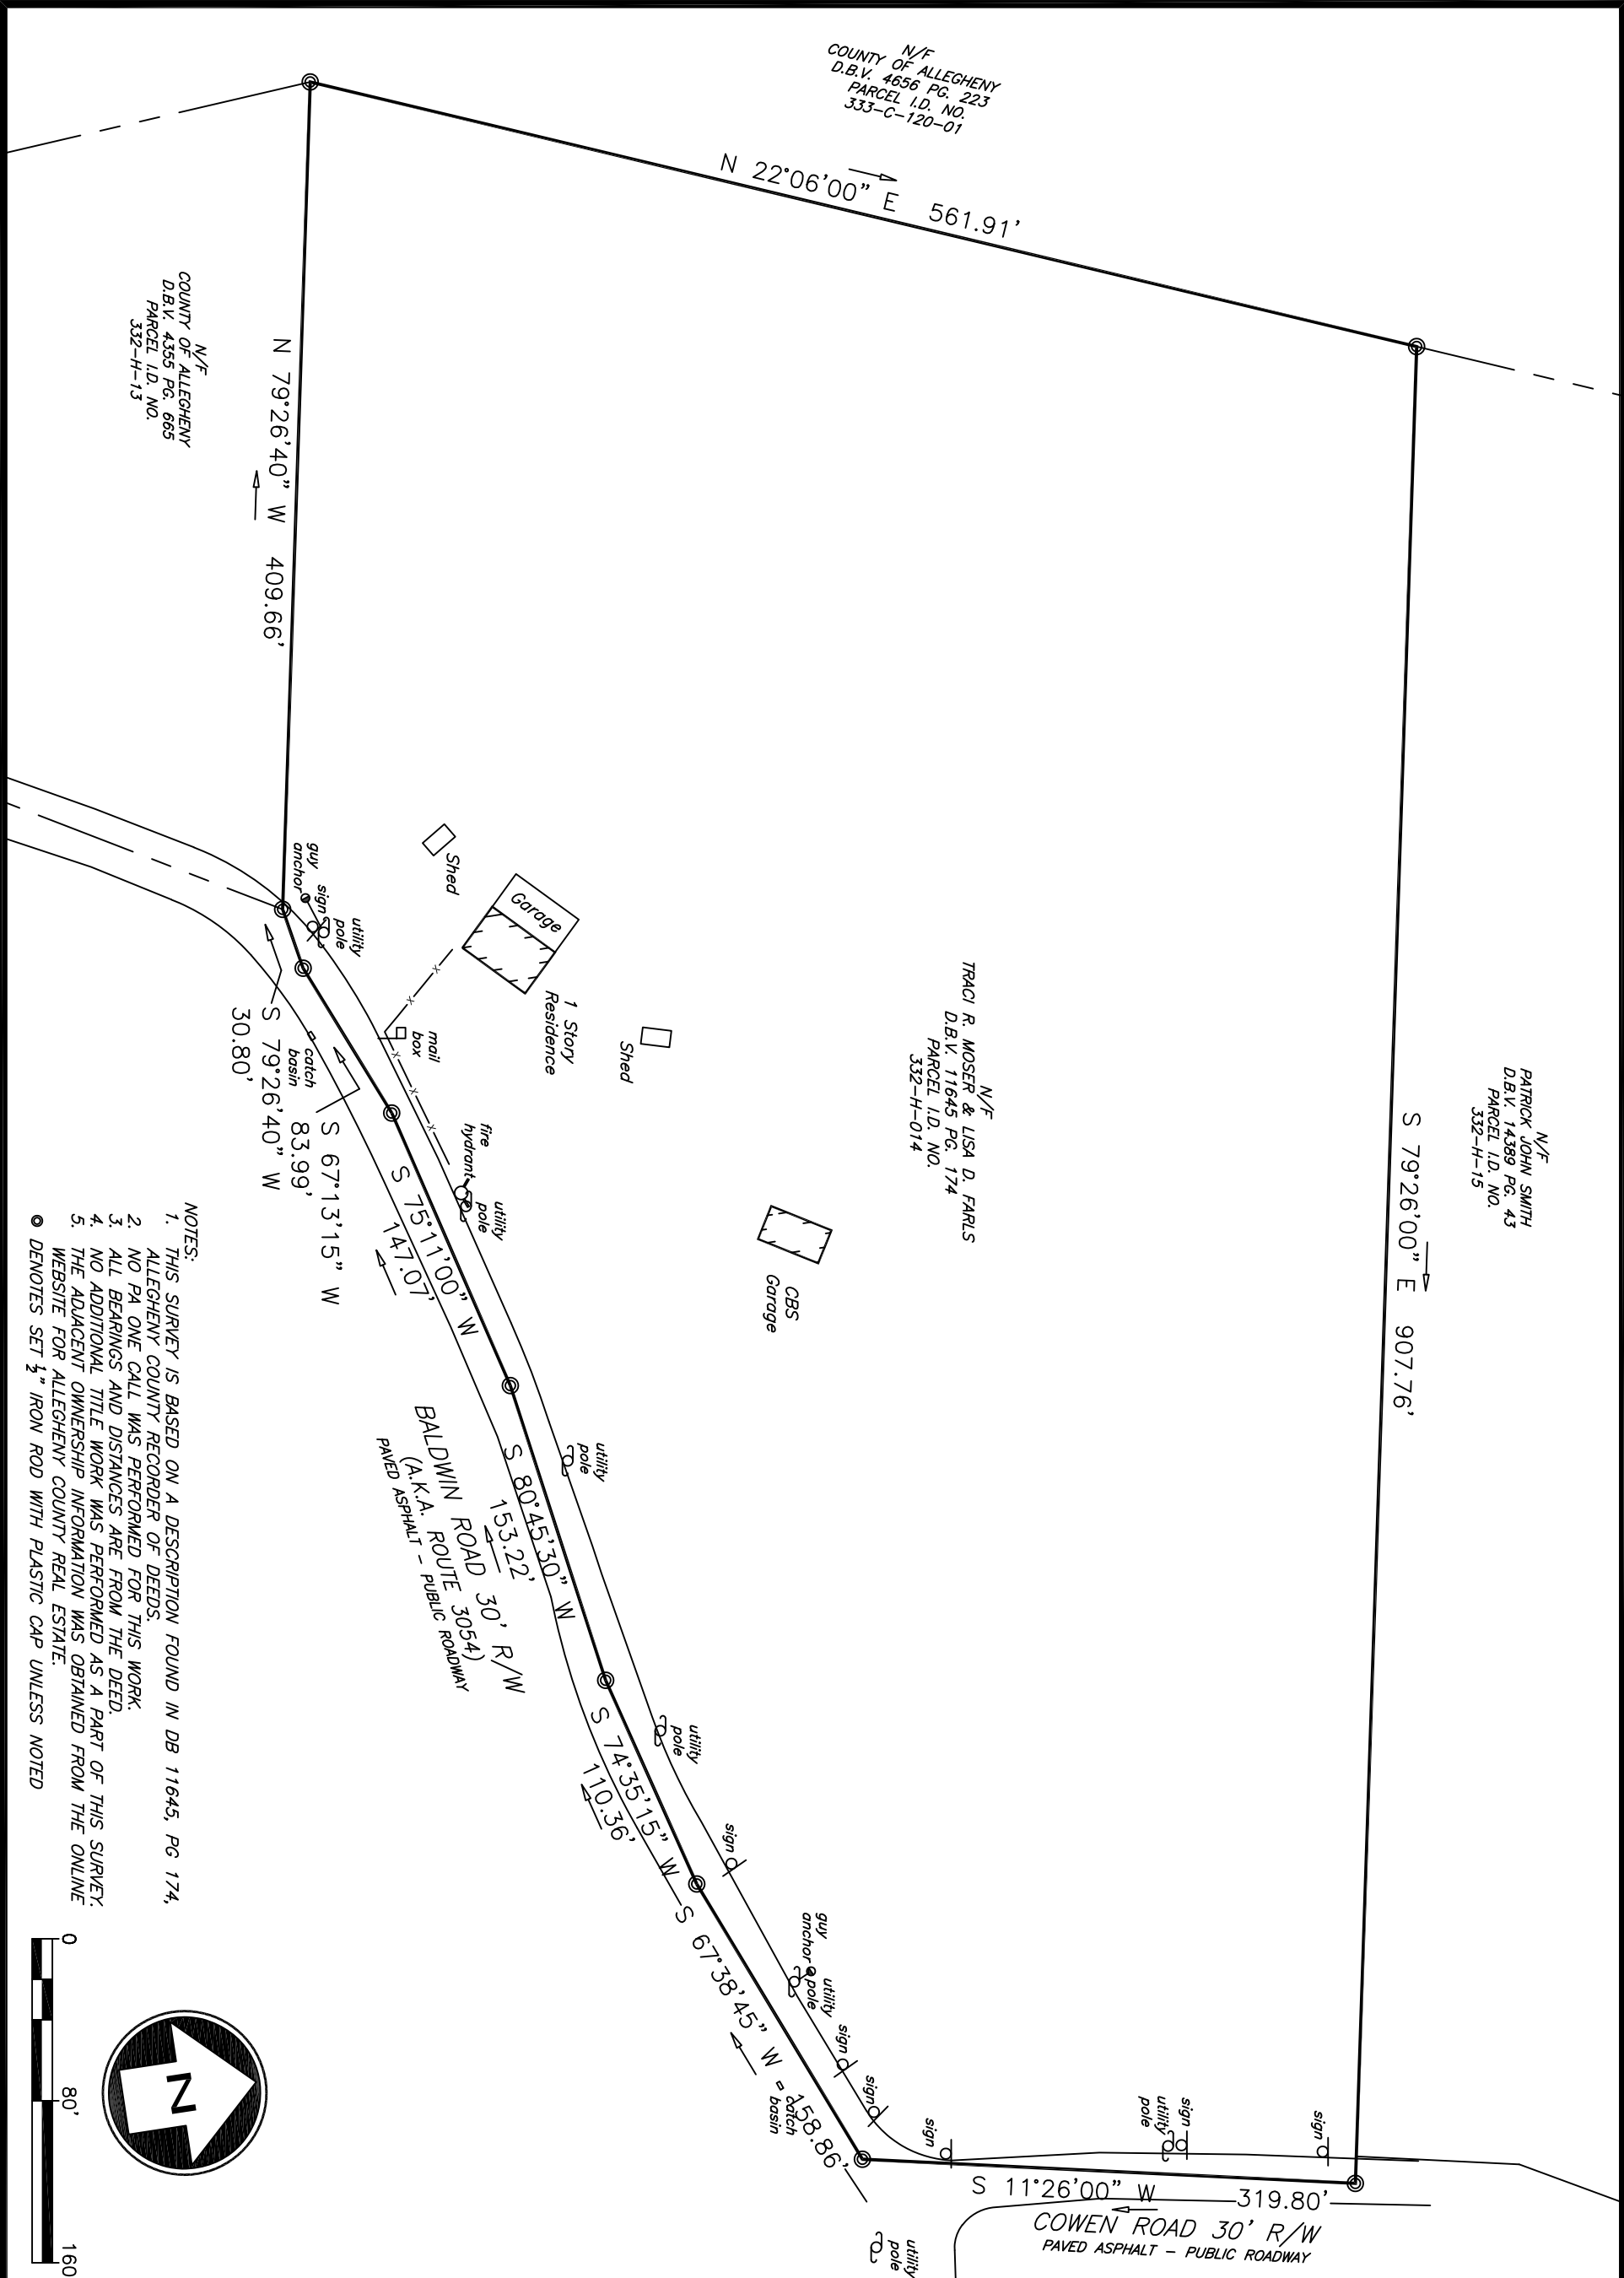 N/F
COUNTY OF ALLEGHENY
D.B.V. 4656 PG. 223
PARCEL I.D. NO.
333-C-120-01
N 22°06'00" E 561.91'
N/F
COUNTY OF ALLEGHENY
D.B.V. 4355 PG. 665
PARCEL I.D. NO.
332-H-13
N 79°26'40" W 409.66'
N/F
PATRICK JOHN SMITH
D.B.V. 14389 PG. 43
PARCEL I.D. NO.
332-H-15
S 79°26'00" E 907.76'
N/F
TRACI R. MOSER & LISA D. FARLS
D.B.V. 11645 PG. 174
PARCEL I.D. NO.
332-H-014
Shed
Garage
1 Story
Residence
Shed
CBS
Garage
guy
anchor
sign
utility
pole
mail
box
catch
basin
fire
hydrant
utility
pole
S 79°26'40" W
30.80'
S 67°13'15" W
83.99'
S 75°11'00" W
147.07'
utility
pole
S 80°45'30" W
153.22'
BALDWIN ROAD 30' R/W
(A.K.A. ROUTE 3054)
PAVED ASPHALT - PUBLIC ROADWAY
utility
pole
S 74°35'15" W
110.36'
sign
guy
anchor
utility
pole
sign
sign
S 67°38'45" W
158.86'
catch
basin
sign
utility
pole
sign
sign
S 11°26'00" W 319.80'
COWEN ROAD 30' R/W
PAVED ASPHALT - PUBLIC ROADWAY
utility
pole
NOTES:
1. THIS SURVEY IS BASED ON A DESCRIPTION FOUND IN DB 11645, PG 174,
ALLEGHENY COUNTY RECORDER OF DEEDS.
2. NO PA ONE CALL WAS PERFORMED FOR THIS WORK.
3. ALL BEARINGS AND DISTANCES ARE FROM THE DEED.
4. NO ADDITIONAL TITLE WORK WAS PERFORMED AS A PART OF THIS SURVEY.
5. THE ADJACENT OWNERSHIP INFORMATION WAS OBTAINED FROM THE ONLINE
WEBSITE FOR ALLEGHENY COUNTY REAL ESTATE.
DENOTES SET ½" IRON ROD WITH PLASTIC CAP UNLESS NOTED
0 80' 160
N